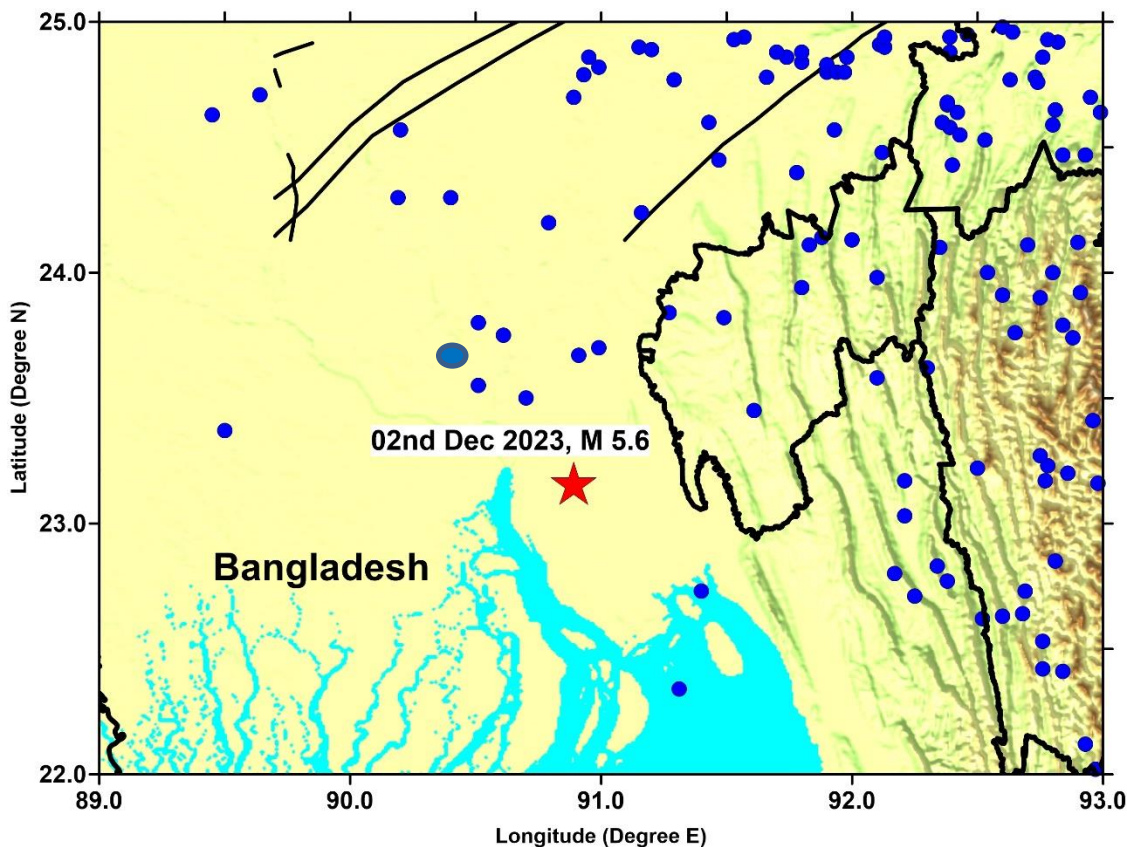 25.0
24.0
23.0
22.0
Latitude (Degree N)
02nd Dec 2023, M 5.6
Bangladesh
89.0 90.0 91.0 92.0 93.0
Longitude (Degree E)